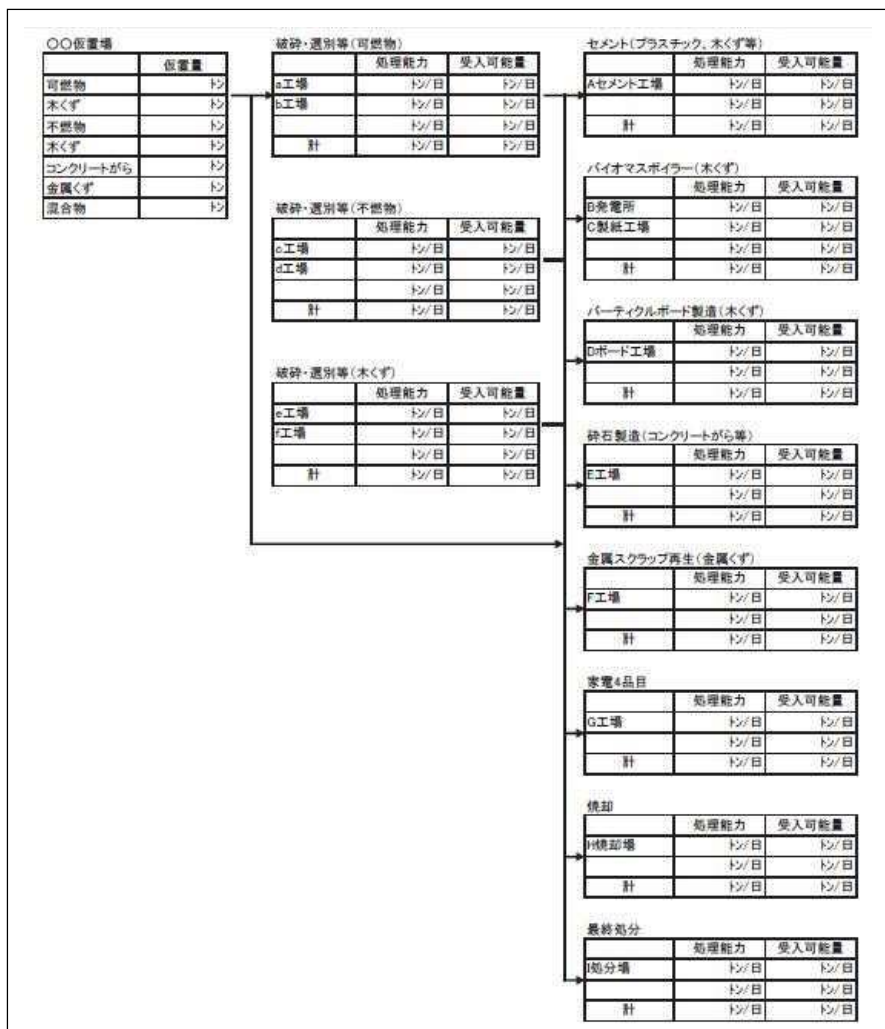 〇〇仮置場
仮置量
可燃物 トン
木くず トン
不燃物 トン
木くず トン
コンクリートがら トン
金属くず トン
混合物 トン
破砕・選別等(可燃物)
処理能力 受入可能量
a工場 トン/日 トン/日
b工場 トン/日 トン/日
トン/日 トン/日
計 トン/日 トン/日
破砕・選別等(不燃物)
処理能力 受入可能量
c工場 トン/日 トン/日
d工場 トン/日 トン/日
トン/日 トン/日
計 トン/日 トン/日
破砕・選別等(木くず)
処理能力 受入可能量
e工場 トン/日 トン/日
f工場 トン/日 トン/日
トン/日 トン/日
計 トン/日 トン/日
セメント(プラスチック、木くず等)
処理能力 受入可能量
Aセメント工場 トン/日 トン/日
トン/日 トン/日
計 トン/日 トン/日
バイオマスボイラー(木くず)
処理能力 受入可能量
B発電所 トン/日 トン/日
C製紙工場 トン/日 トン/日
トン/日 トン/日
計 トン/日 トン/日
パーティクルボード製造(木くず)
処理能力 受入可能量
Dボード工場 トン/日 トン/日
トン/日 トン/日
計 トン/日 トン/日
砕石製造(コンクリートがら等)
処理能力 受入可能量
E工場 トン/日 トン/日
トン/日 トン/日
計 トン/日 トン/日
金属スクラップ再生(金属くず)
処理能力 受入可能量
F工場 トン/日 トン/日
トン/日 トン/日
計 トン/日 トン/日
家電4品目
処理能力 受入可能量
G工場 トン/日 トン/日
トン/日 トン/日
計 トン/日 トン/日
焼却
処理能力 受入可能量
H焼却場 トン/日 トン/日
トン/日 トン/日
計 トン/日 トン/日
最終処分
処理能力 受入可能量
I処分場 トン/日 トン/日
トン/日 トン/日
計 トン/日 トン/日